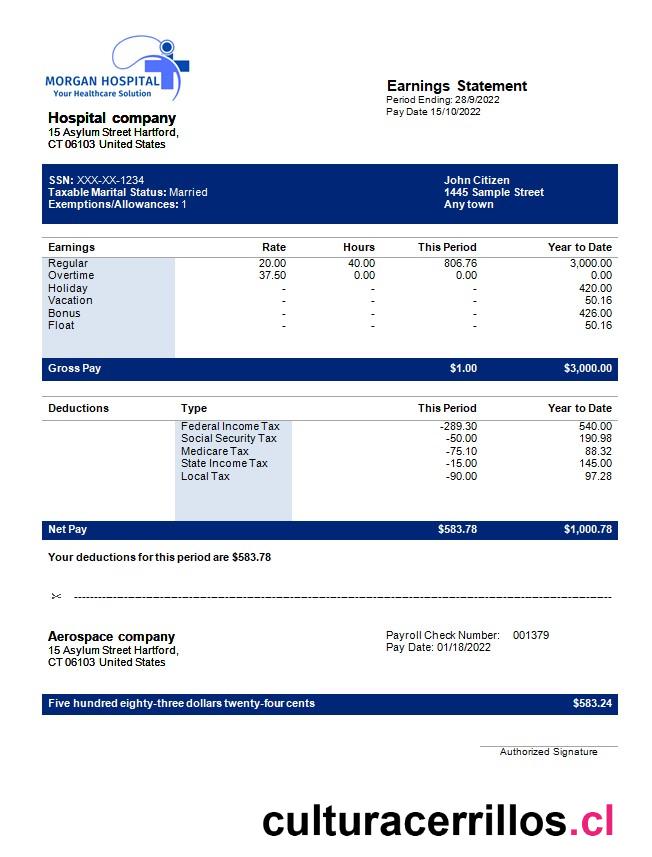 MORGAN HOSPITAL
Your Healthcare Solution
Earnings Statement
Period Ending: 28/9/2022
Pay Date 15/10/2022
Hospital company
15 Asylum Street Hartford,
CT 06103 United States
SSN: XXX-XX-1234
Taxable Marital Status: Married
Exemptions/Allowances: 1
John Citizen
1445 Sample Street
Any town
Earnings Rate Hours This Period Year to Date
Regular 20.00 40.00 806.76 3,000.00
Overtime 37.50 0.00 0.00 0.00
Holiday - - - 420.00
Vacation - - - 50.16
Bonus - - - 426.00
Float - - - 50.16
Gross Pay $1.00 $3,000.00
Deductions Type This Period Year to Date
Federal Income Tax -289.30 540.00
Social Security Tax -50.00 190.98
Medicare Tax -75.10 88.32
State Income Tax -15.00 145.00
Local Tax -90.00 97.28
Net Pay $583.78 $1,000.78
Your deductions for this period are $583.78
Aerospace company
15 Asylum Street Hartford,
CT 06103 United States
Payroll Check Number: 001379
Pay Date: 01/18/2022
Five hundred eighty-three dollars twenty-four cents $583.24
Authorized Signature
culturacerrillos.cl